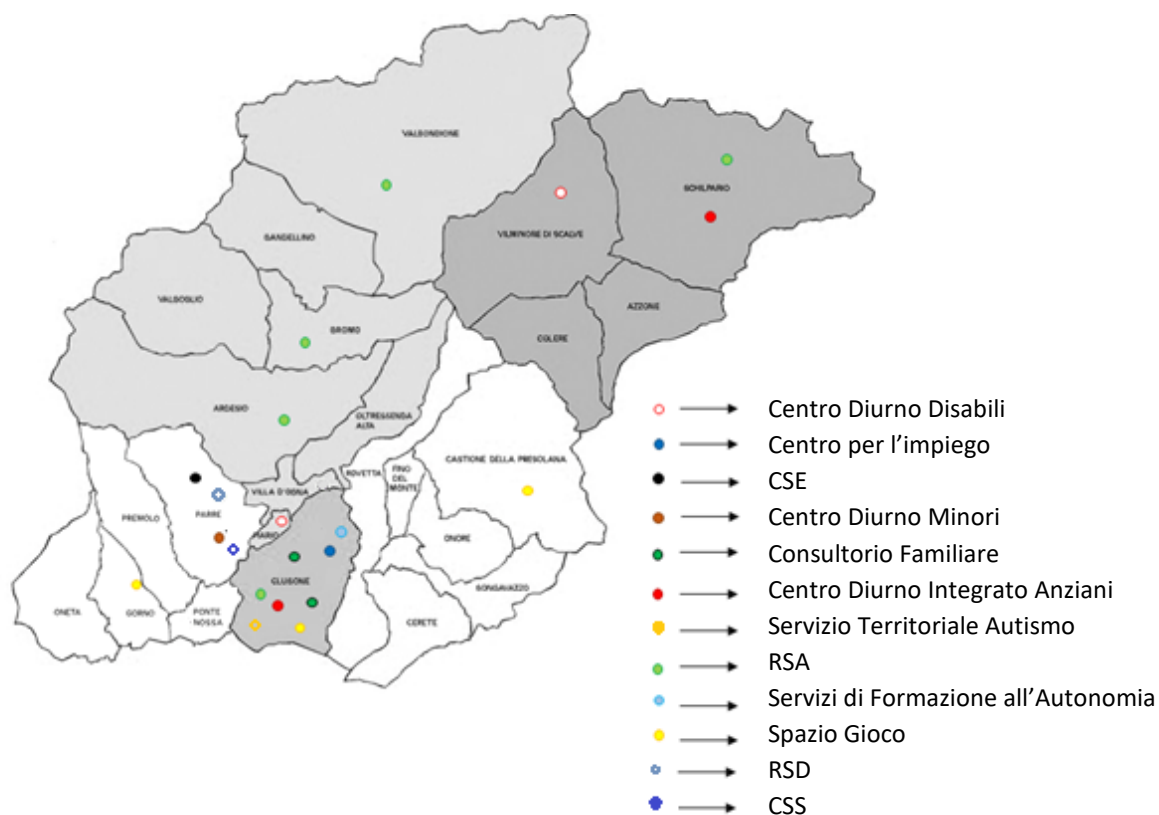 VALBONDIONE
SCHILPARIO
VILMINORE DI SCALVE
GANDELLINO
VALGOGLIO
AZZONE
GROMO
COLERE
ARDESIO
OLTRESSENDA
ALTA
CASTIONE DELLA PRESOLANA
ROVETTA
FINO
DEL
MONTE
VILLA D'OGNA
PARRE
PREMOLO
PIARIO
ONORE
CLUSONE
SONGAVAZZO
ONETA
GORNO
PONTE
NOSSA
CERETE
Centro Diurno Disabili
Centro per l'impiego
CSE
Centro Diurno Minori
Consultorio Familiare
Centro Diurno Integrato Anziani
Servizio Territoriale Autismo
RSA
Servizi di Formazione all'Autonomia
Spazio Gioco
RSD
CSS